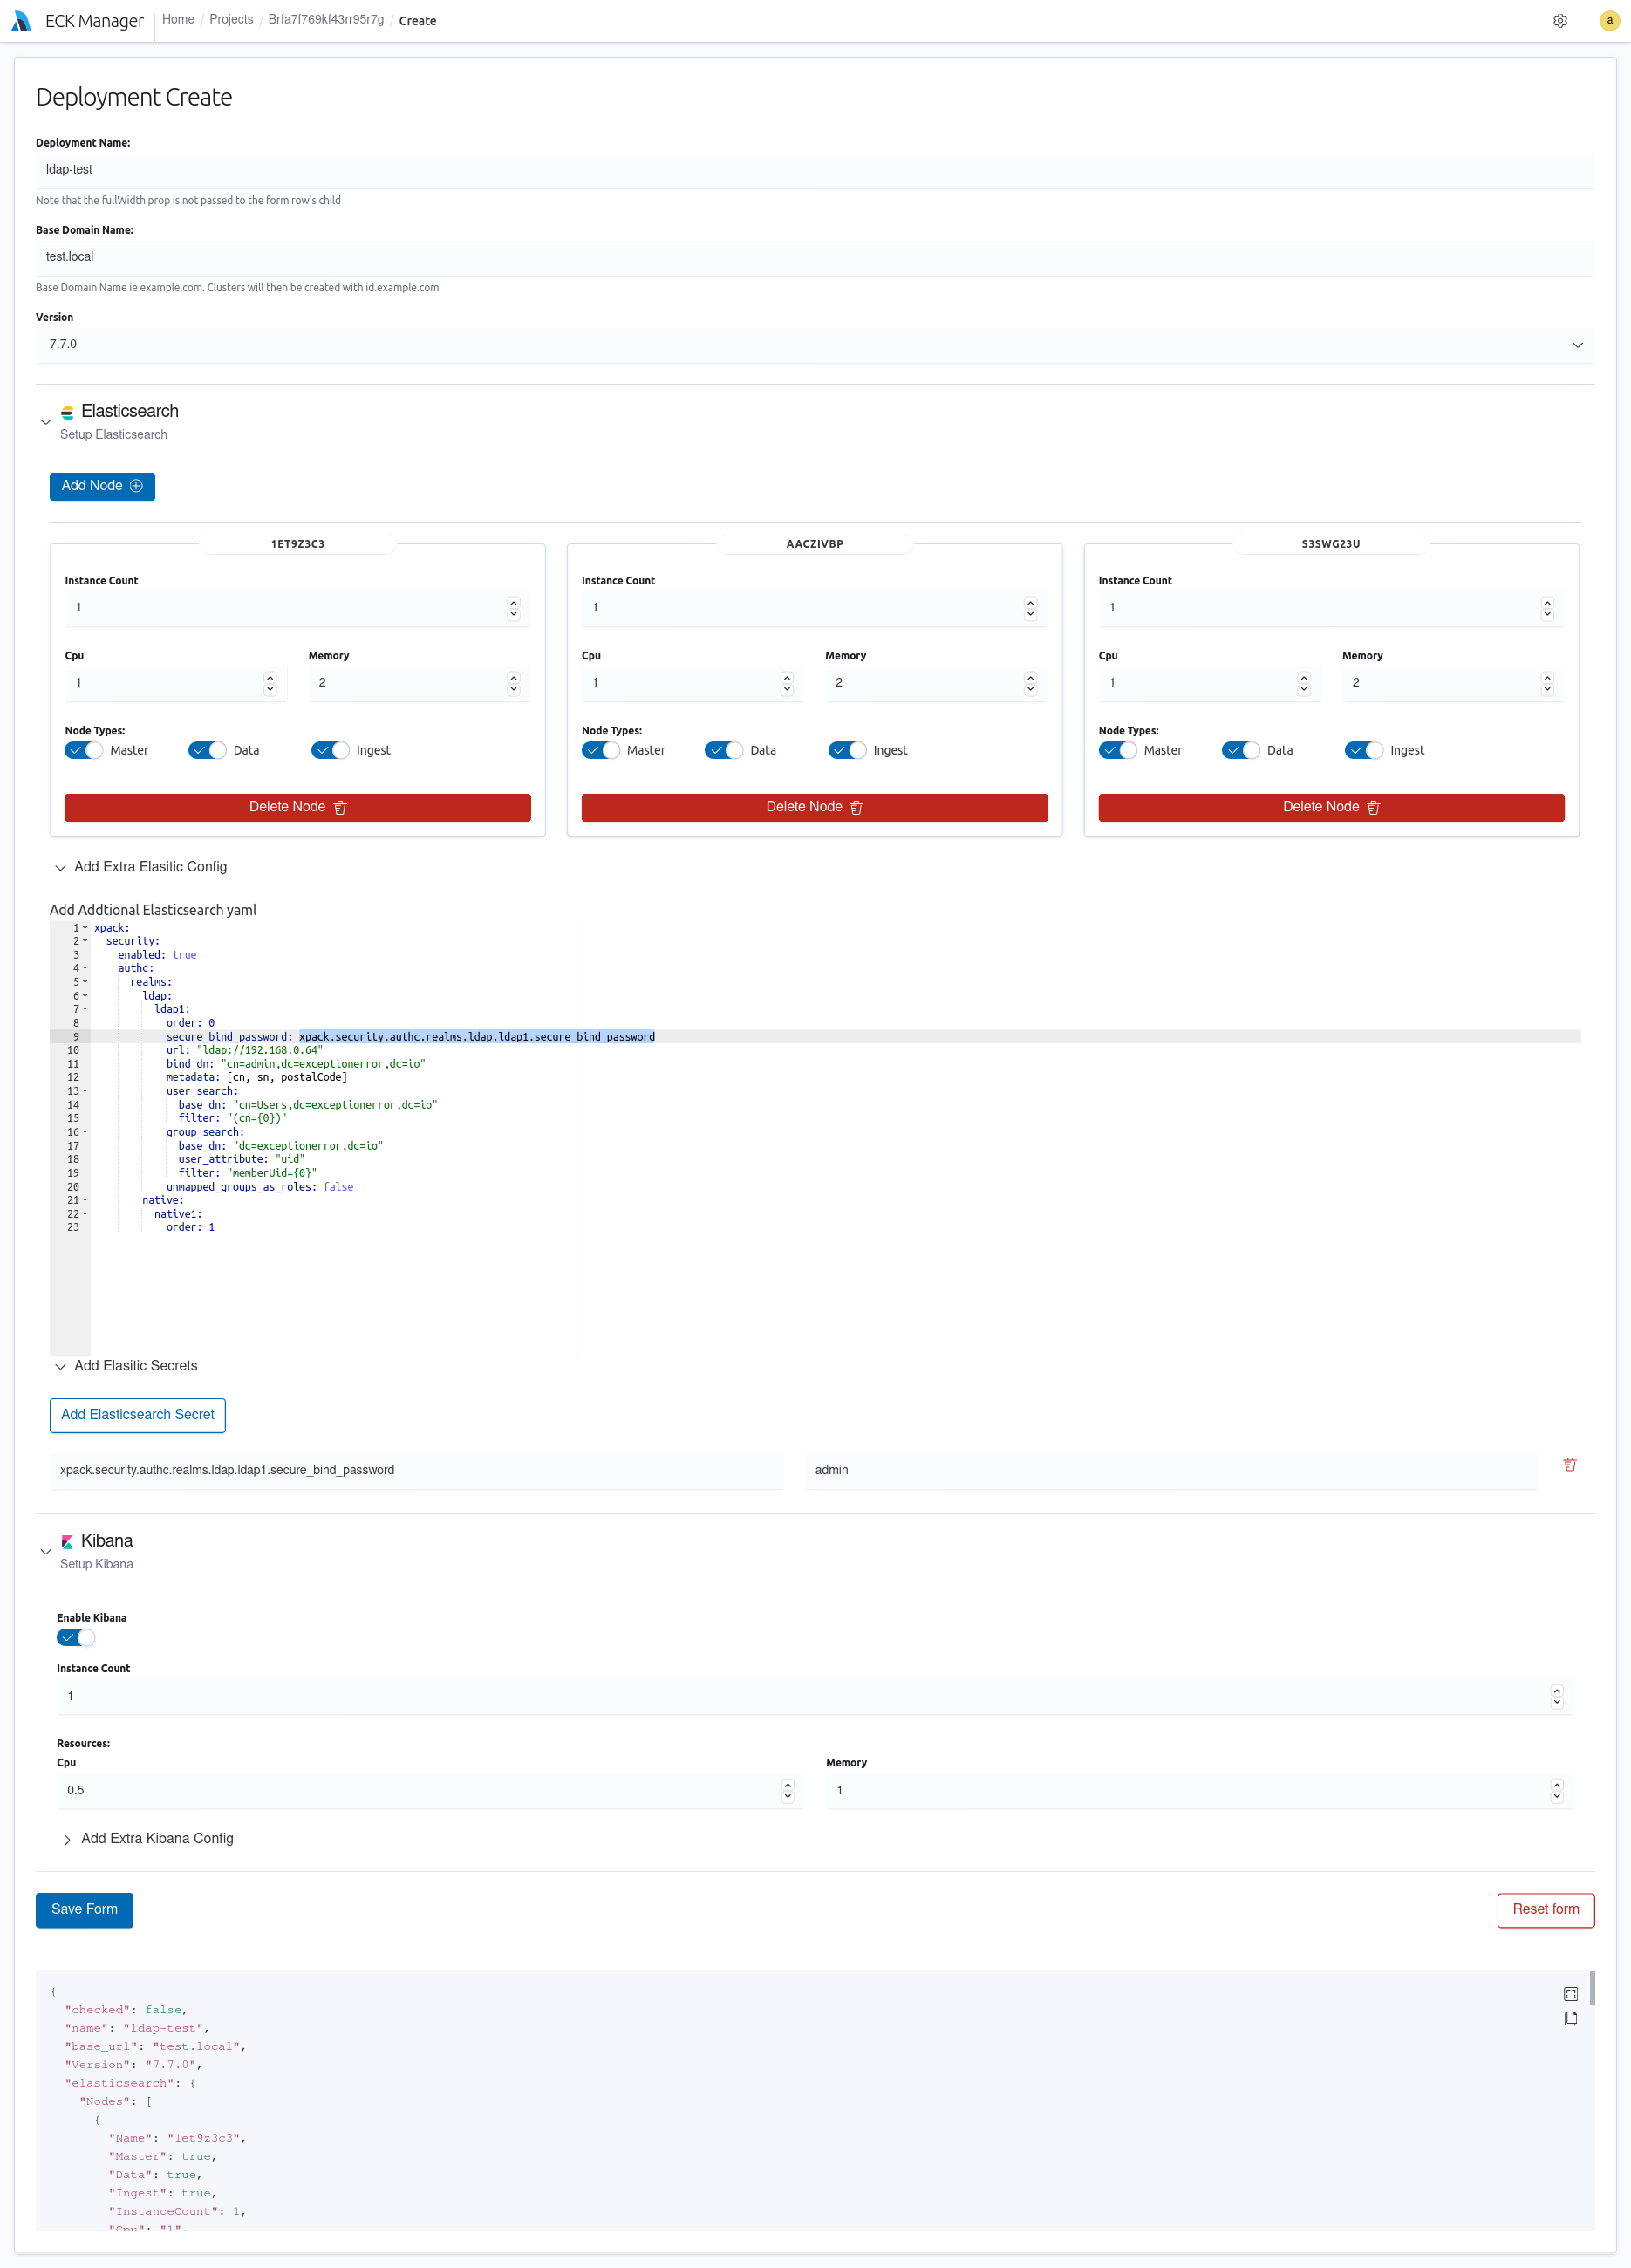 ECK Manager Home / Projects / Brfa7f769kf43rr95r7g / Create a
Deployment Create
Deployment Name:
ldap-test
Note that the fullWidth prop is not passed to the form row's child
Base Domain Name:
test.local
Base Domain Name ie example.com. Clusters will then be created with id.example.com
Version
7.7.0
Elasticsearch
Setup Elasticsearch
Add Node
1ET9Z3C3 AACZIVBP S3SWG23U
Instance Count Instance Count Instance Count
1 1 1
Cpu Memory Cpu Memory Cpu Memory
1 2 1 2 1 2
Node Types: Node Types: Node Types:
Master Data Ingest Master Data Ingest Master Data Ingest
Delete Node Delete Node Delete Node
Add Extra Elasitic Config
Add Addtional Elasticsearch yaml
1 xpack:
2 security:
3 enabled: true
4 authc:
5 realms:
6 ldap:
7 ldap1:
8 order: 0
9 secure_bind_password: xpack.security.authc.realms.ldap.ldap1.secure_bind_password
10 url: "ldap://192.168.0.64"
11 bind_dn: "cn=admin,dc=exceptionerror,dc=io"
12 metadata: [cn, sn, postalCode]
13 user_search:
14 base_dn: "cn=Users,dc=exceptionerror,dc=io"
15 filter: "(cn={0})"
16 group_search:
17 base_dn: "dc=exceptionerror,dc=io"
18 user_attribute: "uid"
19 filter: "memberUid={0}"
20 unmapped_groups_as_roles: false
21 native:
22 native1:
23 order: 1
Add Elasitic Secrets
Add Elasticsearch Secret
xpack.security.authc.realms.ldap.ldap1.secure_bind_password admin
Kibana
Setup Kibana
Enable Kibana
Instance Count
1
Resources:
Cpu Memory
0.5 1
Add Extra Kibana Config
Save Form Reset form
{
"checked": false,
"name": "ldap-test",
"base_url": "test.local",
"Version": "7.7.0",
"elasticsearch": {
"Nodes": [
{
"Name": "1et9z3c3",
"Master": true,
"Data": true,
"Ingest": true,
"InstanceCount": 1,
"Cpu": "1",